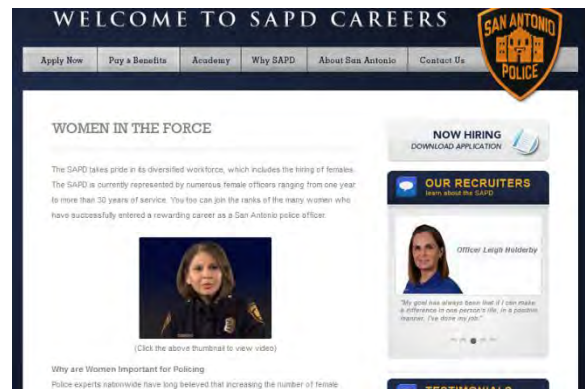 WELCOME TO SAPD CAREERS
SAN ANTONIO
POLICE
Apply Now
Pay & Benefits
Academy
Why SAPD
About San Antonio
Contact Us
WOMEN IN THE FORCE
The SAPD takes pride in its diversified workforce, which includes the hiring of females.
The SAPD is currently represented by numerous female officers ranging from one year
to more than 30 years of service. You too can join the ranks of the many women who
have successfully entered a rewarding career as a San Antonio police officer.
(Click the above thumbnail to view video)
Why are Women Important for Policing
Police experts nationwide have long believed that increasing the number of female
NOW HIRING
DOWNLOAD APPLICATION
OUR RECRUITERS
learn about the SAPD
Officer Leigh Holderby
"My goal has always been that if I can make
a difference in one person's life, in a positive
manner, I've done my job."
TESTIMONIALS